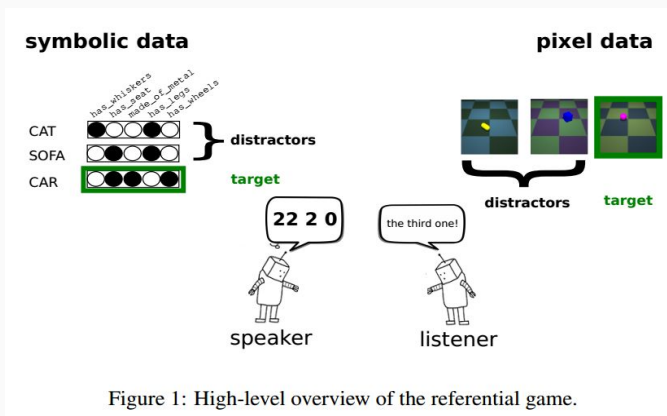 symbolic data
pixel data
has_whiskers
has_seat
made_of_metal
has_legs
has_wheels
CAT
SOFA
CAR
distractors
target
distractors
target
22 2 0
the third one!
speaker
listener
Figure 1: High-level overview of the referential game.